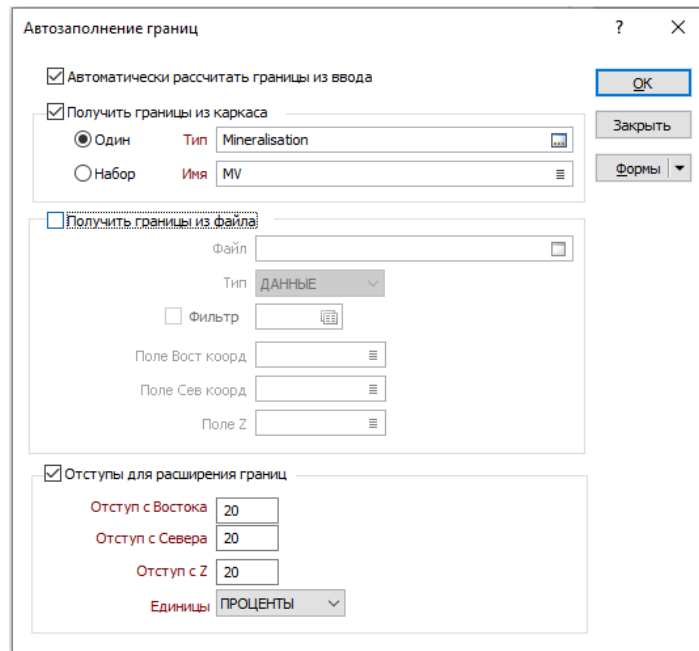 Автозаполнение границ ? ×
Автоматически рассчитать границы из ввода
OK
Получить границы из каркаса
Закрыть
Один Тип Mineralisation
Набор Имя MV
Формы
Получить границы из файла
Файл
Тип ДАННЫЕ
Фильтр
Поле Вост коорд
Поле Сев коорд
Поле Z
Отступы для расширения границ
Отступ с Востока 20
Отступ с Севера 20
Отступ с Z 20
Единицы ПРОЦЕНТЫ